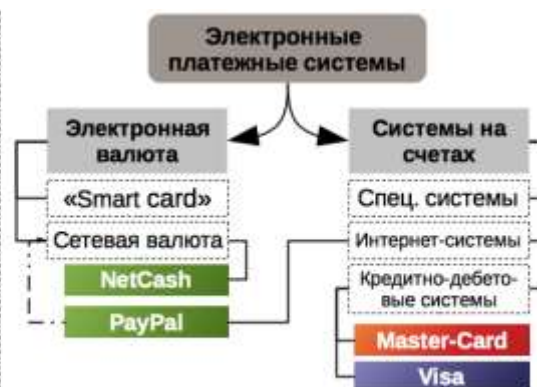 Электронные
платежные системы
Электронная
валюта
«Smart card»
Сетевая валюта
NetCash
PayPal
Системы на
счетах
Спец. системы
Интернет-системы
Кредитно-дебето-
вые системы
Master-Card
Visa